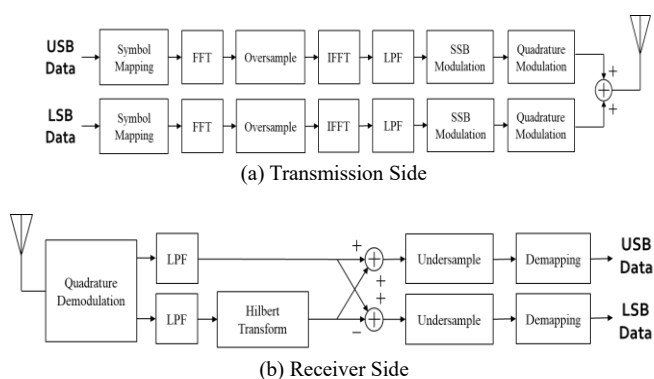 USB
Data
Symbol
Mapping
FFT
Oversample
IFFT
LPF
SSB
Modulation
Quadrature
Modulation
+
+
+
LSB
Data
Symbol
Mapping
FFT
Oversample
IFFT
LPF
SSB
Modulation
Quadrature
Modulation
(a) Transmission Side
Quadrature
Demodulation
LPF
LPF
Hilbert
Transform
+
+
+
+
+
−
Undersample
Demapping
USB
Data
Undersample
Demapping
LSB
Data
(b) Receiver Side